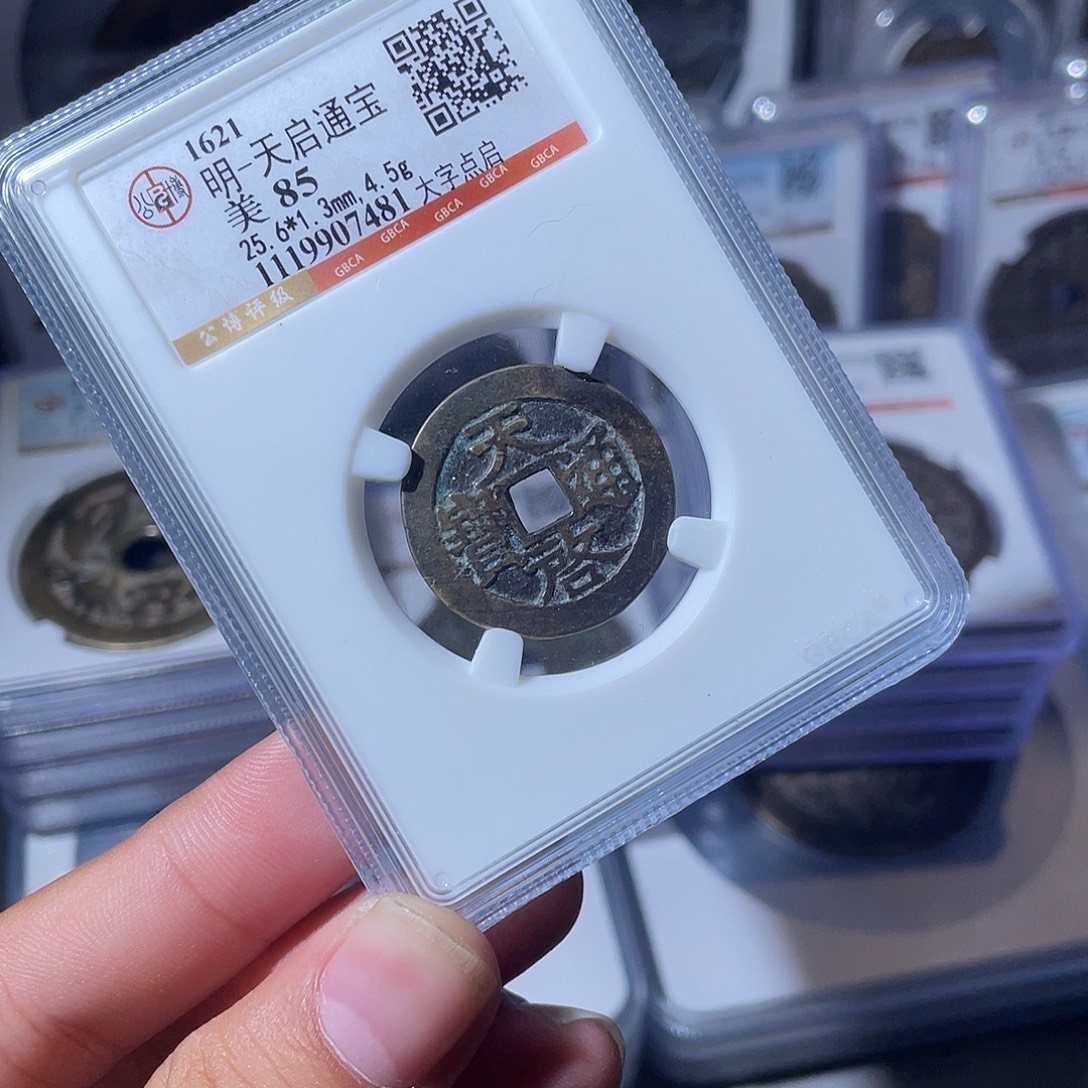 1621
明-天启通宝
美 85
25.6*1.3mm, 4.5g
1119907481 大字点启
公博评级 GBCA GBCA GBCA GBCA GBCA
天啓通寶